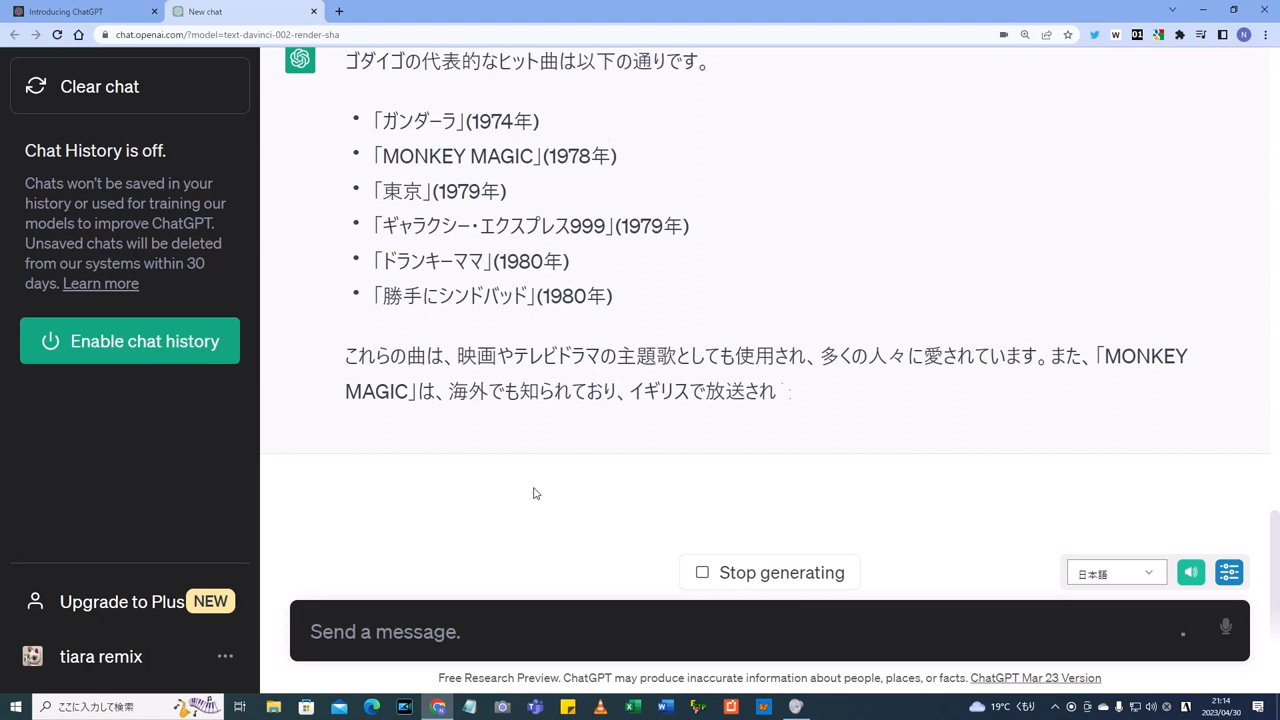 Introducing ChatGPT
New chat
chat.openai.com/?model=text-davinci-002-render-sha
N
Clear chat
Chat History is off.
Chats won't be saved in your
history or used for training our
models to improve ChatGPT.
Unsaved chats will be deleted
from our systems within 30
days. Learn more
Enable chat history
Upgrade to Plus NEW
tiara remix
ゴダイゴの代表的なヒット曲は以下の通りです。
• 「ガンダーラ」(1974年)
• 「MONKEY MAGIC」(1978年)
• 「東京」(1979年)
• 「ギャラクシー・エクスプレス999」(1979年)
• 「ドランキーママ」(1980年)
• 「勝手にシンドバッド」(1980年)
これらの曲は、映画やテレビドラマの主題歌としても使用され、多くの人々に愛されています。また、「MONKEY
MAGIC」は、海外でも知られており、イギリスで放送され
Stop generating
日本語
Send a message.
Free Research Preview. ChatGPT may produce inaccurate information about people, places, or facts. ChatGPT Mar 23 Version
ここに入力して検索
19°C くもり
21:14
2023/04/30